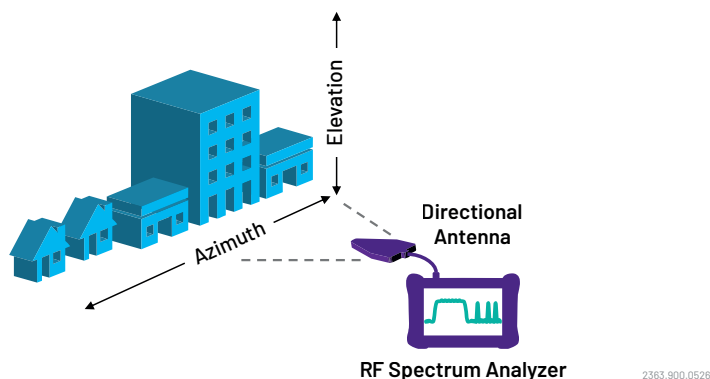 Elevation
Azimuth
Directional
Antenna
RF Spectrum Analyzer
2363.900.0526